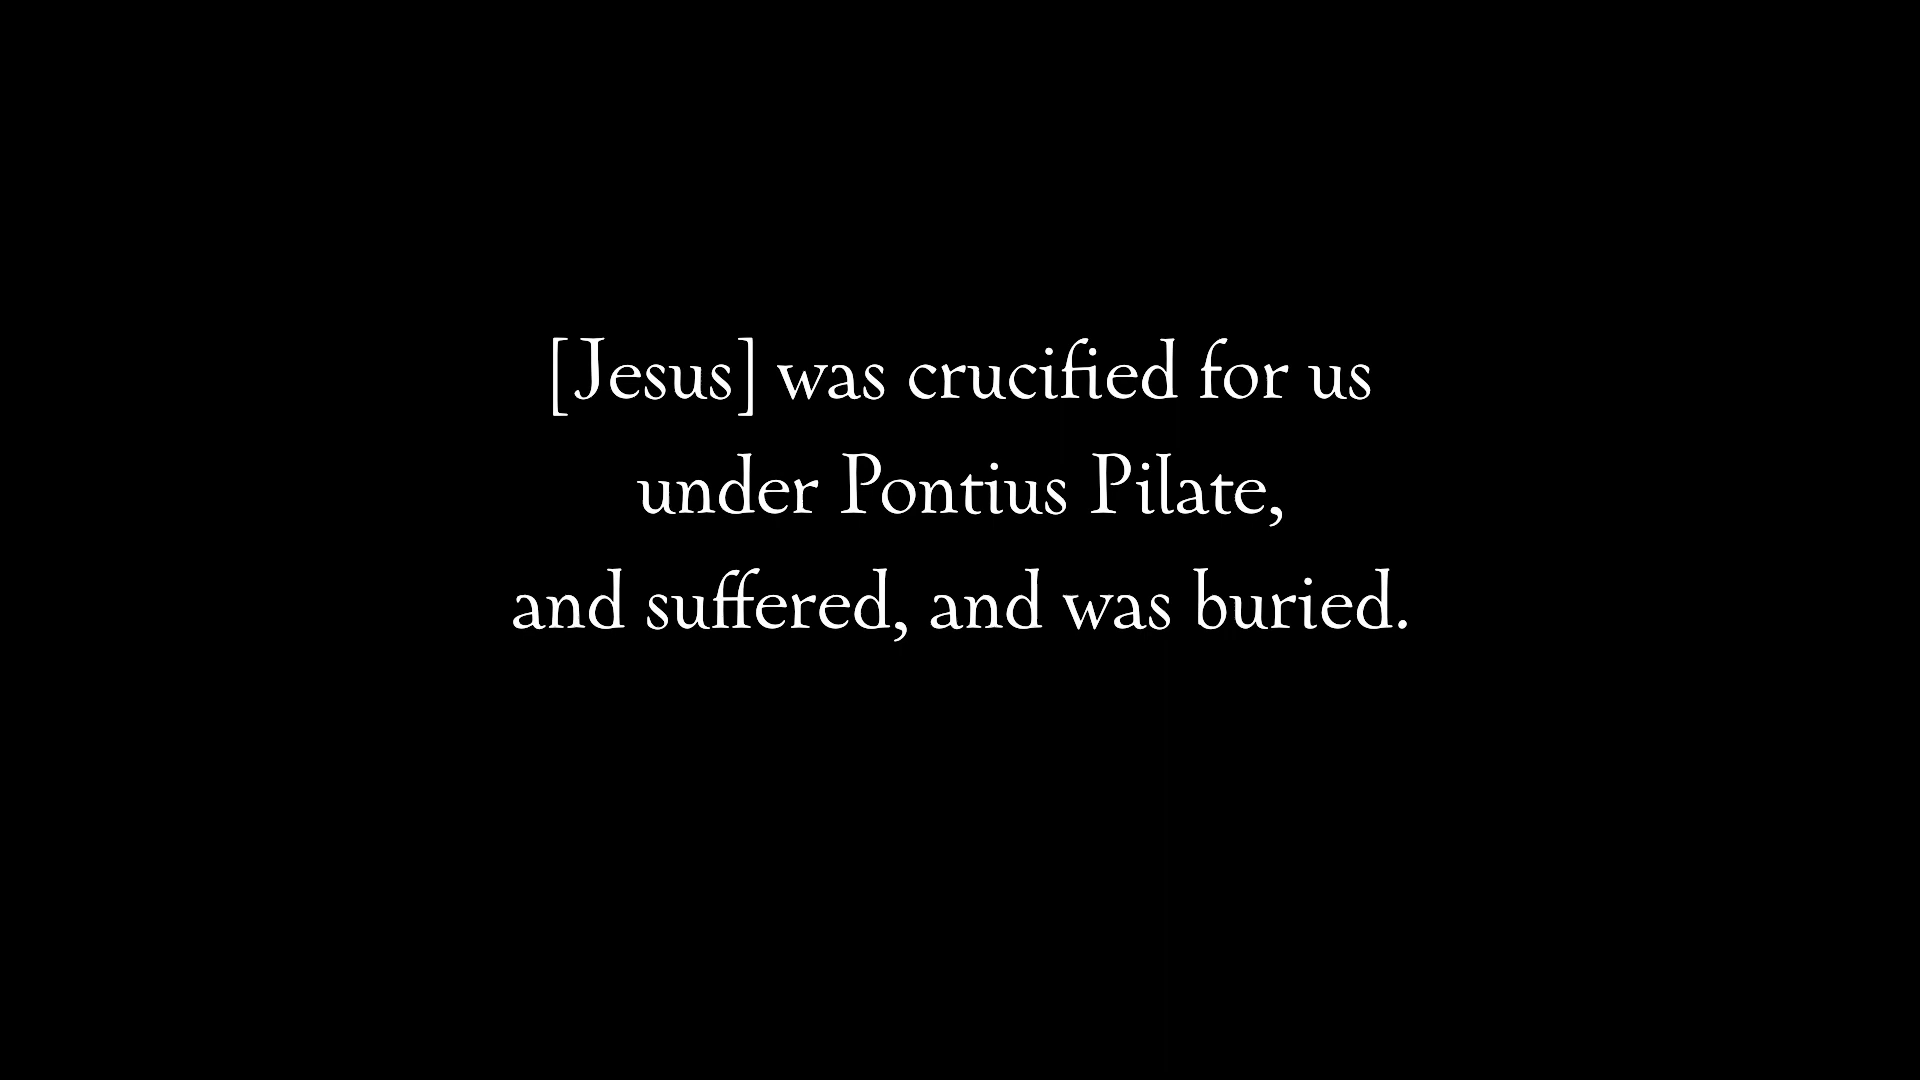 [Jesus] was crucified for us
under Pontius Pilate,
and suffered, and was buried.